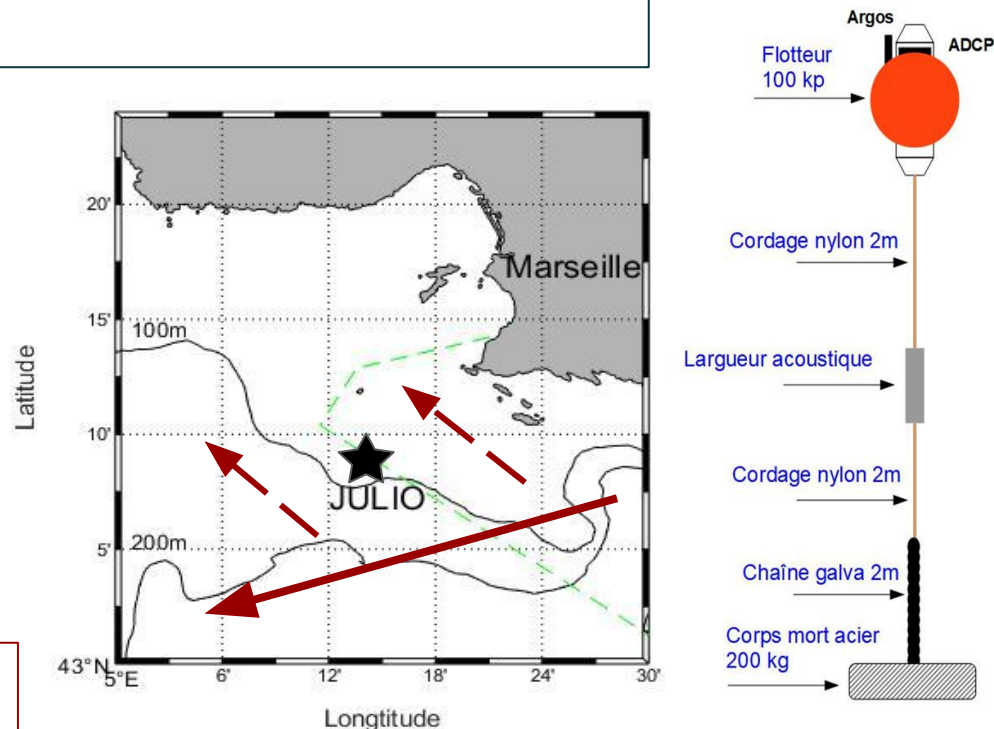 Argos
ADCP
Flotteur
100 kp
Cordage nylon 2m
Largueur acoustique
Cordage nylon 2m
Chaîne galva 2m
Corps mort acier
200 kg
Latitude
20'
15'
10'
5'
43°N
5°E
6'
12'
18'
24'
30'
Longtitude
Marseille
100m
JULIO
200m